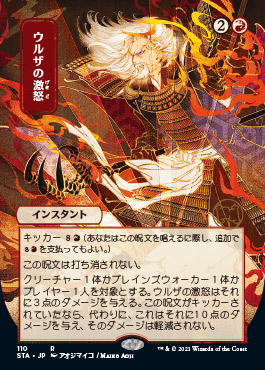 ウルザの激怒
げきど
2
インスタント
キッカー 8 (あなたはこの呪文を唱えるに際し、追加で
8 を支払ってもよい。)
この呪文は打ち消されない。
クリーチャー1体かプレインズウォーカー1体か
プレイヤー1人を対象とする。ウルザの激怒はそ
れに3点のダメージを与える。この呪文がキッカーさ
れていたなら、代わりに、これはそれに10点のダメ
ージを与え、そのダメージは軽減されない。
110 R
STA • JP アオジマイコ / Maiko Aoji
™ & © 2021 Wizards of the Coast